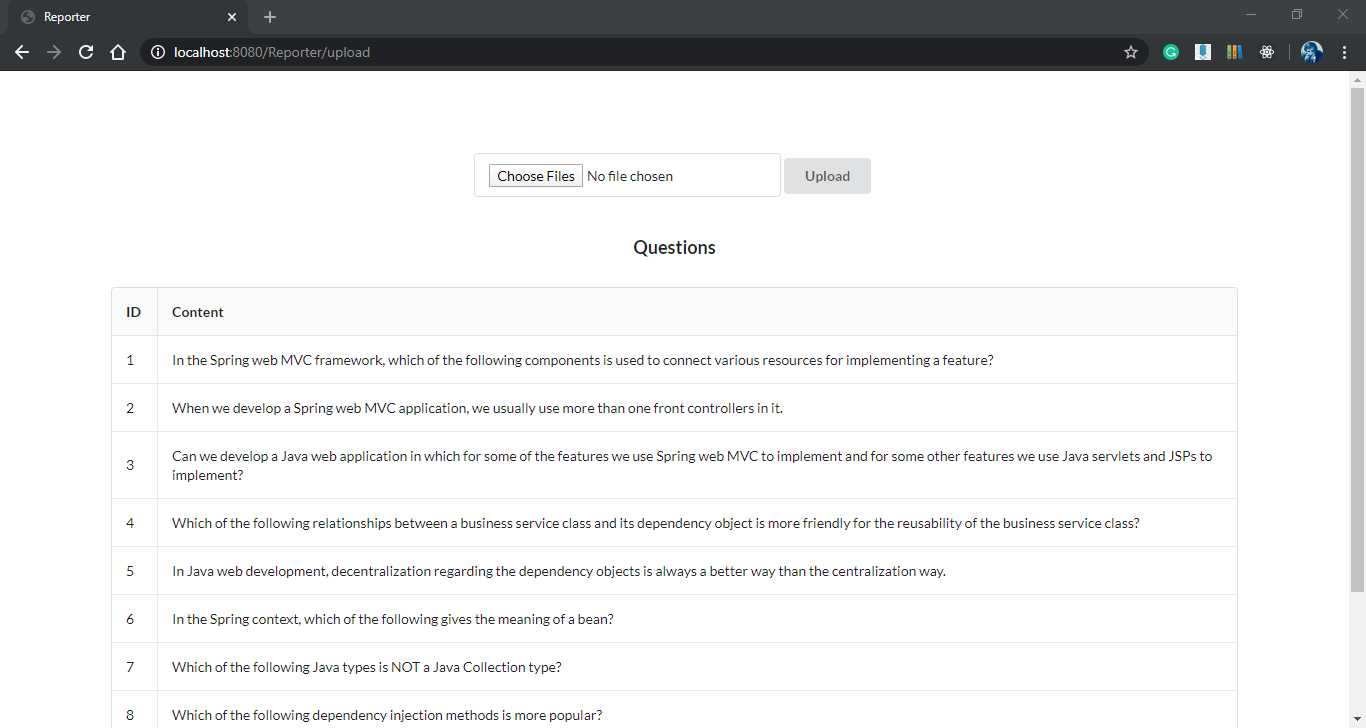 Reporter
localhost:8080/Reporter/upload
Choose Files No file chosen Upload
Questions
ID Content
1 In the Spring web MVC framework, which of the following components is used to connect various resources for implementing a feature?
2 When we develop a Spring web MVC application, we usually use more than one front controllers in it.
3 Can we develop a Java web application in which for some of the features we use Spring web MVC to implement and for some other features we use Java servlets and JSPs to
implement?
4 Which of the following relationships between a business service class and its dependency object is more friendly for the reusability of the business service class?
5 In Java web development, decentralization regarding the dependency objects is always a better way than the centralization way.
6 In the Spring context, which of the following gives the meaning of a bean?
7 Which of the following Java types is NOT a Java Collection type?
8 Which of the following dependency injection methods is more popular?